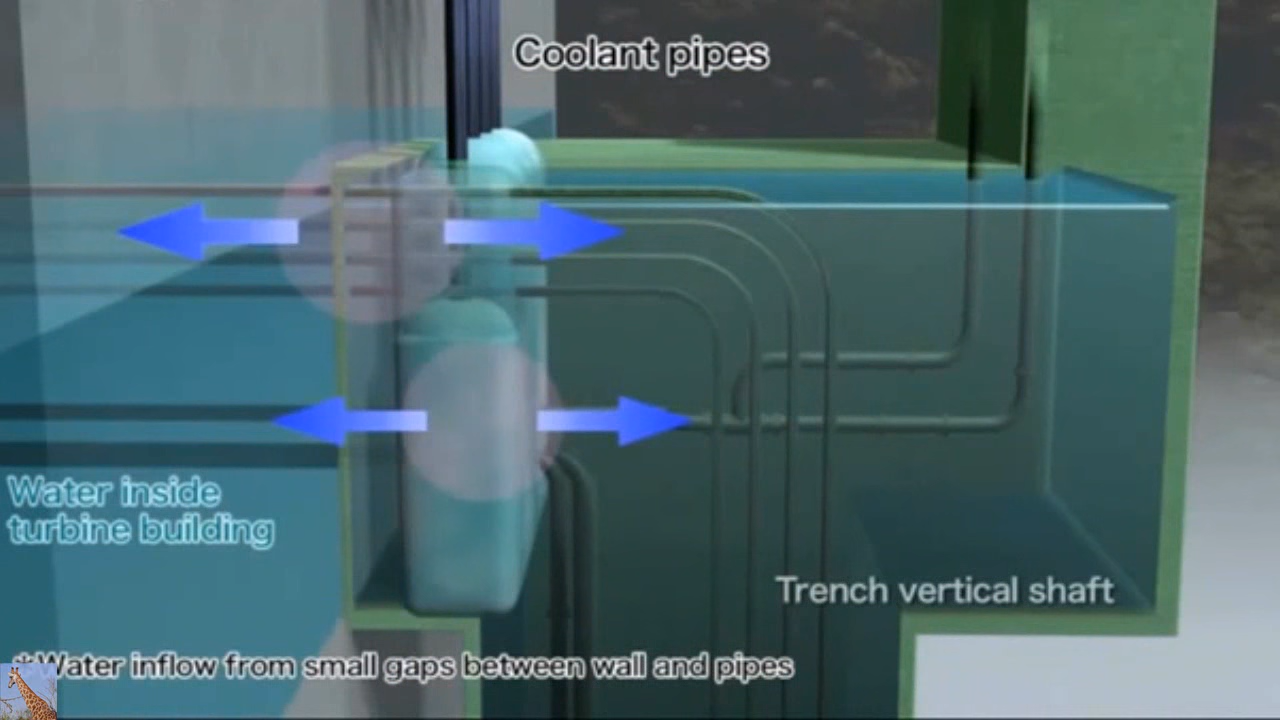 Coolant pipes
Water inside
turbine building
Trench vertical shaft
*Water inflow from small gaps between wall and pipes